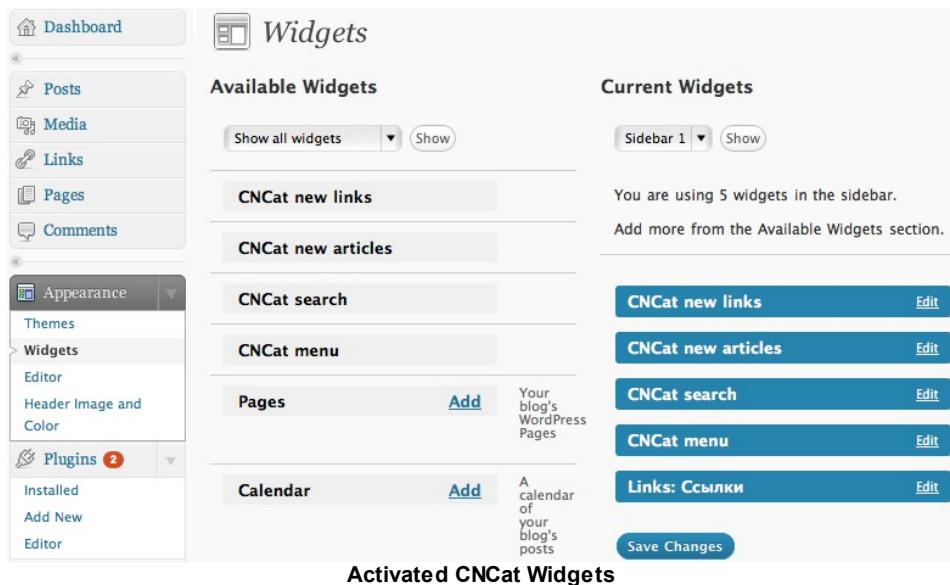 Dashboard
Posts
Media
Links
Pages
Comments
Appearance
Themes
Widgets
Editor
Header Image and
Color
Plugins 2
Installed
Add New
Editor
Widgets
Available Widgets
Show all widgets Show
CNCat new links
CNCat new articles
CNCat search
CNCat menu
Pages Add
Your
blog's
WordPress
Pages
Calendar Add
A
calendar
of
your
blog's
posts
Current Widgets
Sidebar 1 Show
You are using 5 widgets in the sidebar.
Add more from the Available Widgets section.
CNCat new links Edit
CNCat new articles Edit
CNCat search Edit
CNCat menu Edit
Links: Ссылки Edit
Save Changes
Activated CNCat Widgets